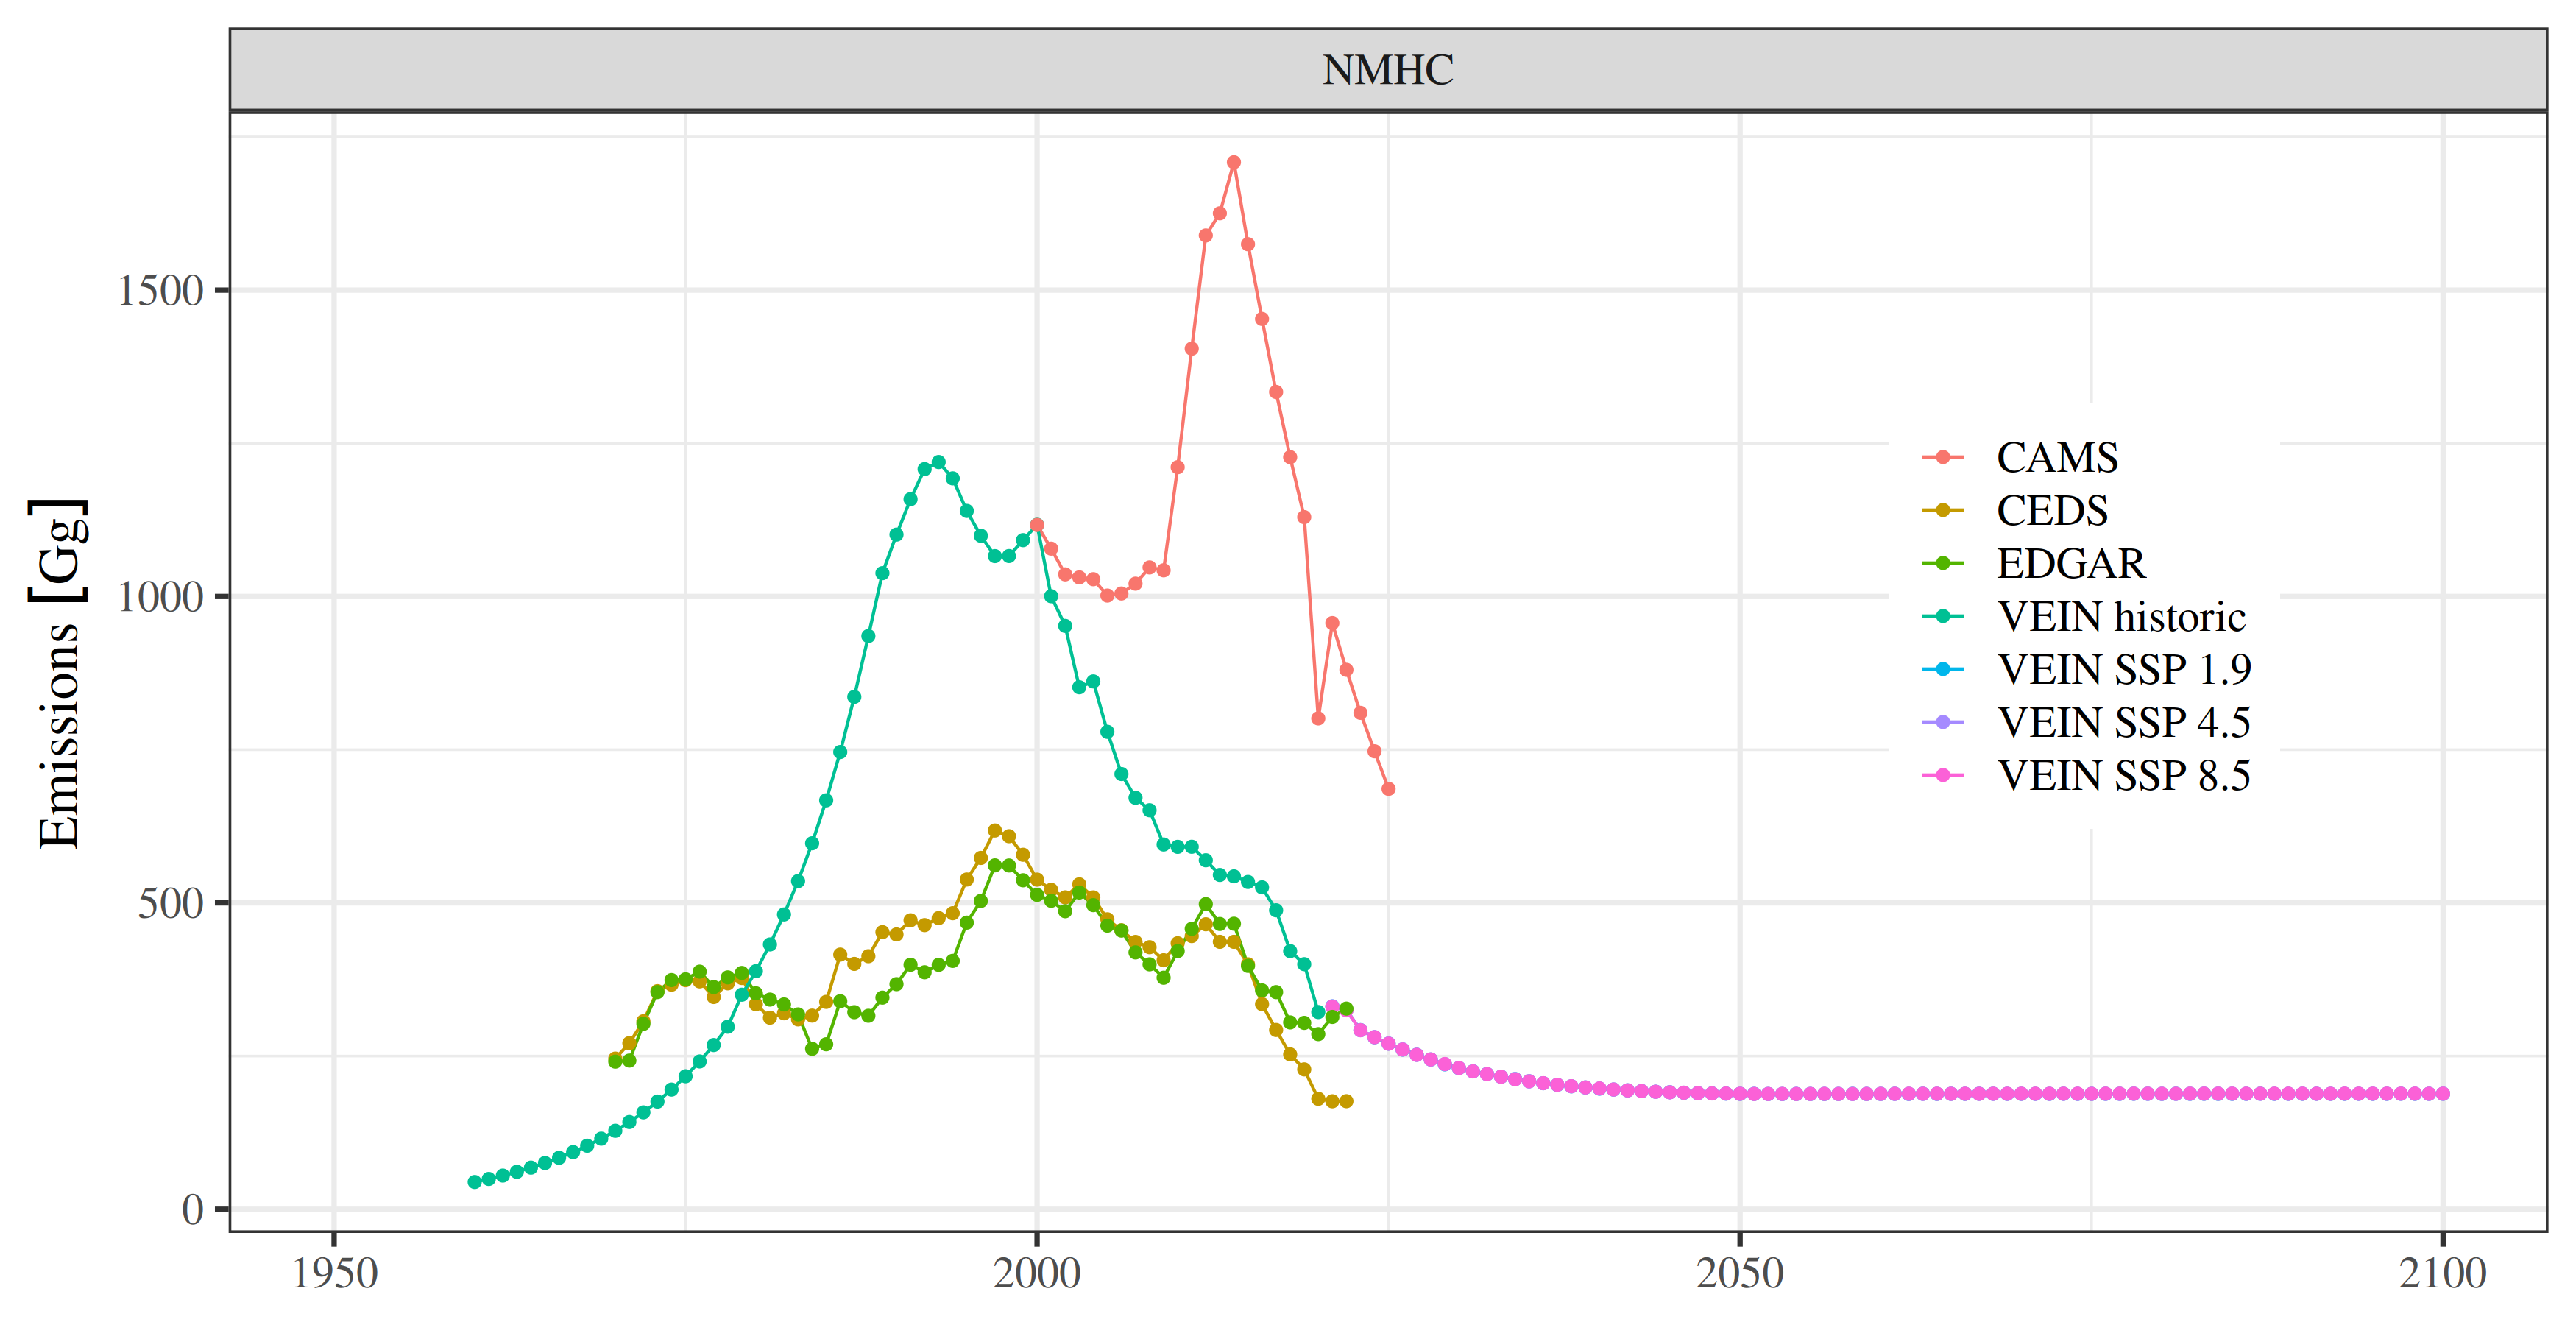 NMHC
Emissions [Gg]
1500
1000
500
0
1950
2000
2050
2100
CAMS
CEDS
EDGAR
VEIN historic
VEIN SSP 1.9
VEIN SSP 4.5
VEIN SSP 8.5